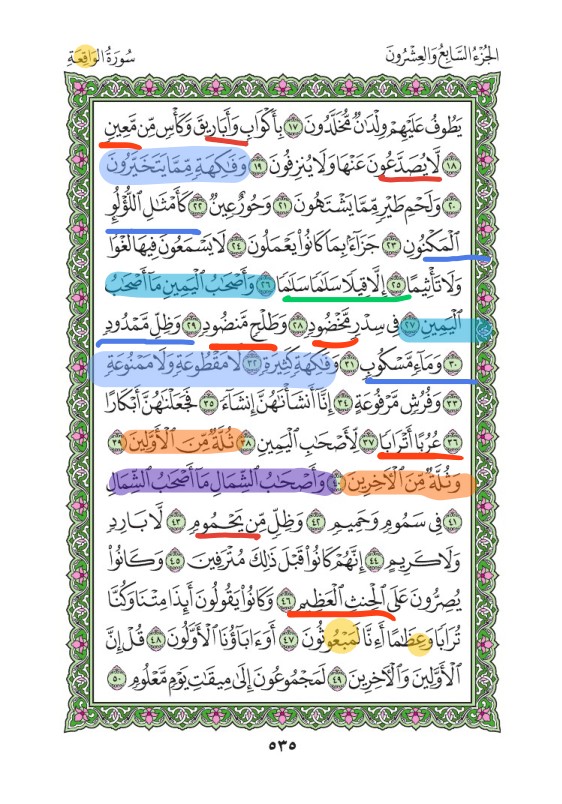 الجُزْءُ السَّابِعُ وَالعِشْرُونَ
سُورَةُ الوَاقِعَةِ
يَطُوفُ عَلَيْهِمْ وِلْدَٰنٌ مُّخَلَّدُونَ ١٧ بِأَكْوَابٍ وَأَبَارِيقَ وَكَأْسٍ مِّن مَّعِينٍ
١٨ لَّا يُصَدَّعُونَ عَنْهَا وَلَا يُنزِفُونَ ١٩ وَفَٰكِهَةٍ مِّمَّا يَتَخَيَّرُونَ
٢٠ وَلَحْمِ طَيْرٍ مِّمَّا يَشْتَهُونَ ٢١ وَحُورٌ عِينٌ ٢٢ كَأَمْثَٰلِ ٱللُّؤْلُؤِ
ٱلْمَكْنُونِ ٢٣ جَزَآءًۢ بِمَا كَانُوا۟ يَعْمَلُونَ ٢٤ لَا يَسْمَعُونَ فِيهَا لَغْوًا
وَلَا تَأْثِيمًا ٢٥ إِلَّا قِيلًا سَلَٰمًا سَلَٰمًا ٢٦ وَأَصْحَٰبُ ٱلْيَمِينِ مَآ أَصْحَٰبُ
ٱلْيَمِينِ ٢٧ فِى سِدْرٍ مَّخْضُودٍ ٢٨ وَطَلْحٍ مَّنضُودٍ ٢٩ وَظِلٍّ مَّمْدُودٍ
٣٠ وَمَآءٍ مَّسْكُوبٍ ٣١ وَفَٰكِهَةٍ كَثِيرَةٍ ٣٢ لَّا مَقْطُوعَةٍ وَلَا مَمْنُوعَةٍ
٣٣ وَفُرُشٍ مَّرْفُوعَةٍ ٣٤ إِنَّآ أَنشَأْنَٰهُنَّ إِنشَآءً ٣٥ فَجَعَلْنَٰهُنَّ أَبْكَارًا
٣٦ عُرُبًا أَتْرَابًا ٣٧ لِّأَصْحَٰبِ ٱلْيَمِينِ ٣٨ ثُلَّةٌ مِّنَ ٱلْأَوَّلِينَ ٣٩
وَثُلَّةٌ مِّنَ ٱلْـَٔاخِرِينَ ٤٠ وَأَصْحَٰبُ ٱلشِّمَالِ مَآ أَصْحَٰبُ ٱلشِّمَالِ
٤١ فِى سَمُومٍ وَحَمِيمٍ ٤٢ وَظِلٍّ مِّن يَحْمُومٍ ٤٣ لَّا بَارِدٍ
وَلَا كَرِيمٍ ٤٤ إِنَّهُمْ كَانُوا۟ قَبْلَ ذَٰلِكَ مُتْرَفِينَ ٤٥ وَكَانُوا۟
يُصِرُّونَ عَلَى ٱلْحِنثِ ٱلْعَظِيمِ ٤٦ وَكَانُوا۟ يَقُولُونَ أَئِذَا مِتْنَا وَكُنَّا
تُرَابًا وَعِظَٰمًا أَءِنَّا لَمَبْعُوثُونَ ٤٧ أَوَءَابَآؤُنَا ٱلْأَوَّلُونَ ٤٨ قُلْ إِنَّ
ٱلْأَوَّلِينَ وَٱلْـَٔاخِرِينَ ٤٩ لَمَجْمُوعُونَ إِلَىٰ مِيقَٰتِ يَوْمٍ مَّعْلُومٍ ٥٠
٥٣٥